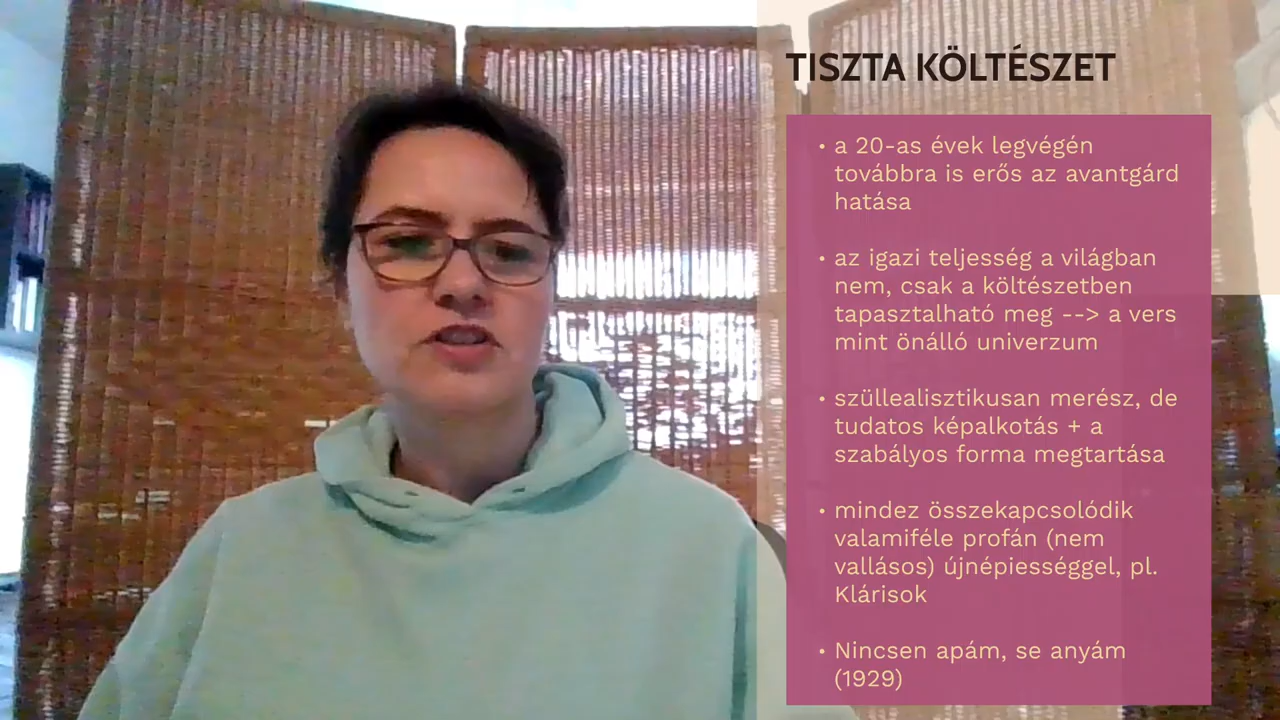 TISZTA KÖLTÉSZET
• a 20-as évek legvégén
továbbra is erős az avantgárd
hatása
• az igazi teljesség a világban
nem, csak a költészetben
tapasztalható meg --> a vers
mint önálló univerzum
• szüllealisztikusan merész, de
tudatos képalkotás + a
szabályos forma megtartása
• mindez összekapcsolódik
valamiféle profán (nem
vallásos) újnépiességgel, pl.
Klárisok
• Nincsen apám, se anyám
(1929)